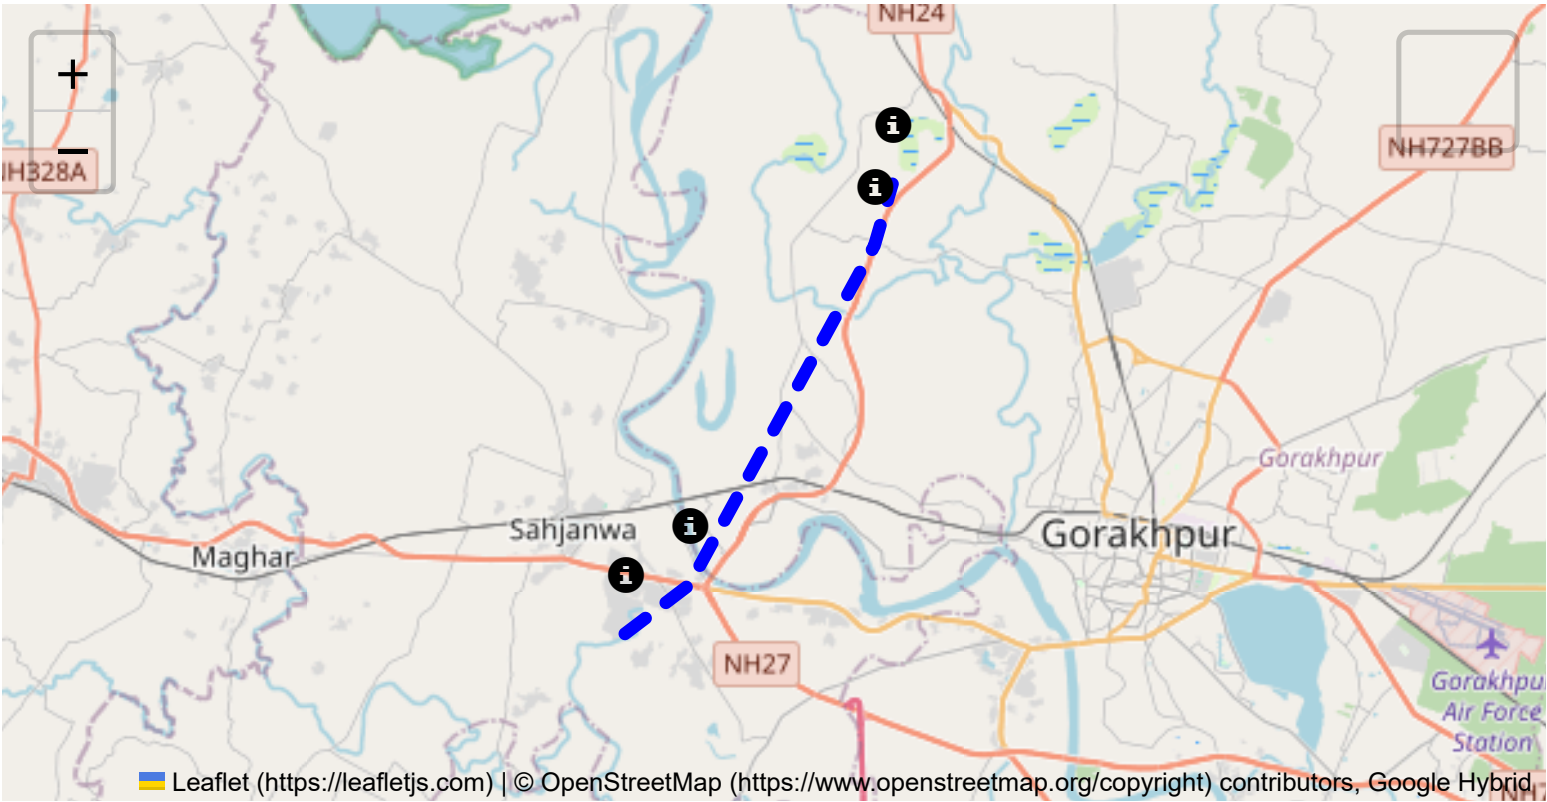 NH24
+
−
NH328A
NH727BB
Gorakhpur
Sahjanwa
Gorakhpur
Maghar
NH27
Gorakhpu
Air Force
Station
Leaflet (https://leafletjs.com) | © OpenStreetMap (https://www.openstreetmap.org/copyright) contributors, Google Hybrid